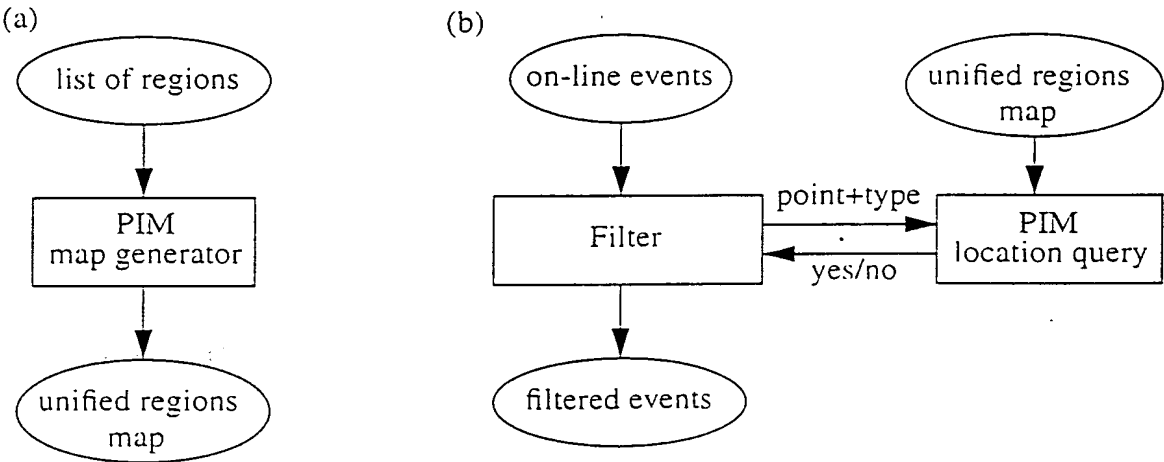 (a)
list of regions
PIM
map generator
unified regions
map
(b)
on-line events
unified regions
map
Filter
point+type
yes/no
PIM
location query
filtered events